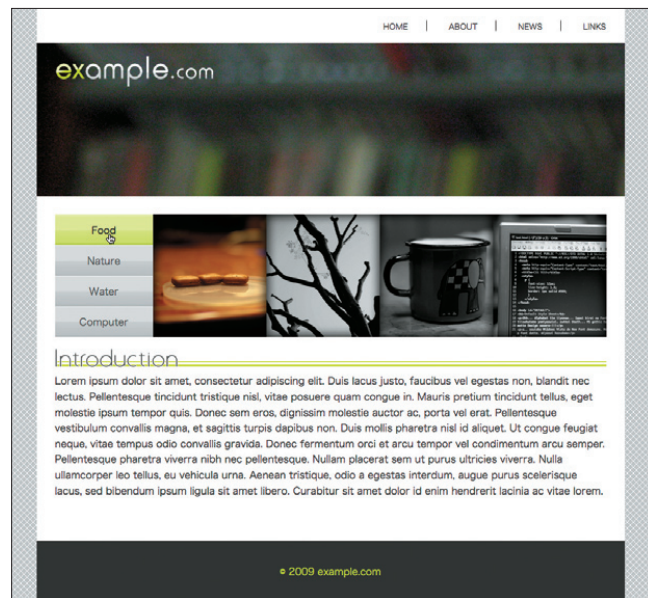 HOME | ABOUT | NEWS | LINKS
example.com
Food
Nature
Water
Computer
Introduction
Lorem ipsum dolor sit amet, consectetur adipiscing elit. Duis lacus justo, faucibus vel egestas non, blandit nec
lectus. Pellentesque tincidunt tristique nisl, vitae posuere quam congue in. Mauris pretium tincidunt tellus, eget
molestie ipsum tempor quis. Donec sem eros, dignissim molestie auctor ac, porta vel erat. Pellentesque
vestibulum convallis magna, et sagittis turpis dapibus non. Duis mollis pharetra nisl id aliquet. Ut congue feugiat
neque, vitae tempus odio convallis gravida. Donec fermentum orci et arcu tempor vel condimentum arcu semper.
Pellentesque pharetra viverra nibh nec pellentesque. Nullam placerat sem ut purus ultricies viverra. Nulla
ullamcorper leo tellus, eu vehicula urna. Aenean tristique, odio a egestas interdum, augue purus scelerisque
lacus, sed bibendum ipsum ligula sit amet libero. Curabitur sit amet dolor id enim hendrerit lacinia ac vitae lorem.
© 2009 example.com